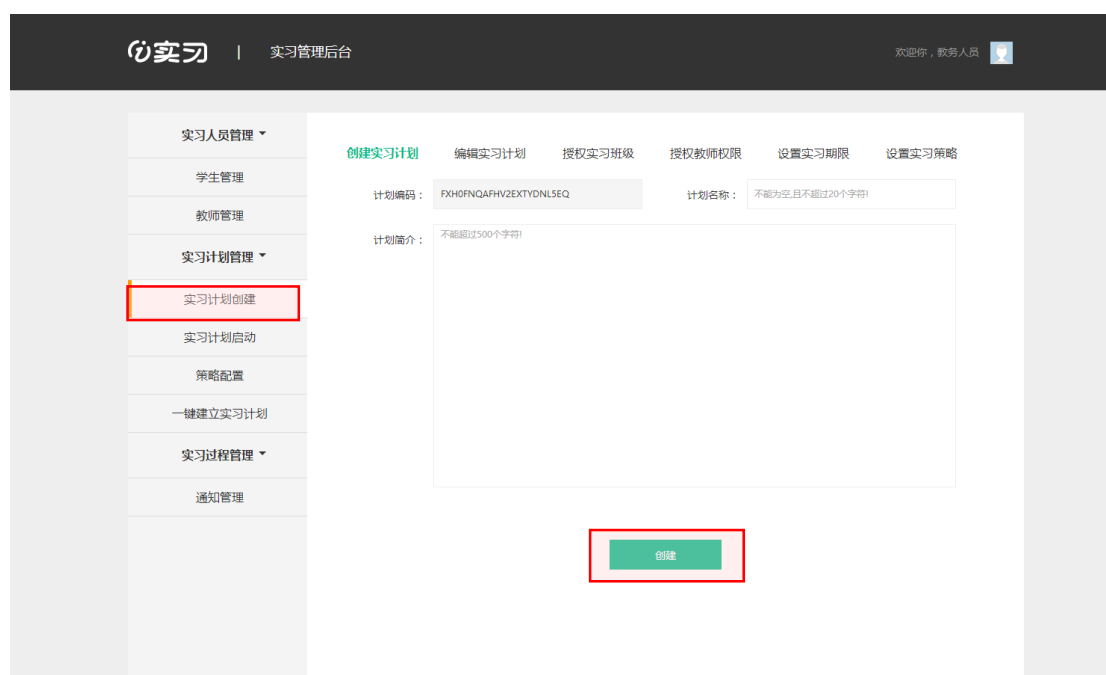 i实习 | 实习管理后台 欢迎你，教务人员
实习人员管理
学生管理
教师管理
实习计划管理
实习计划创建
实习计划启动
策略配置
一键建立实习计划
实习过程管理
通知管理
创建实习计划 编辑实习计划 授权实习班级 授权教师权限 设置实习期限 设置实习策略
计划编码： FXH0FNQAFHV2EXTYDNL5EQ 计划名称： 不能为空,且不超过20个字符!
计划简介： 不能超过500个字符!
创建